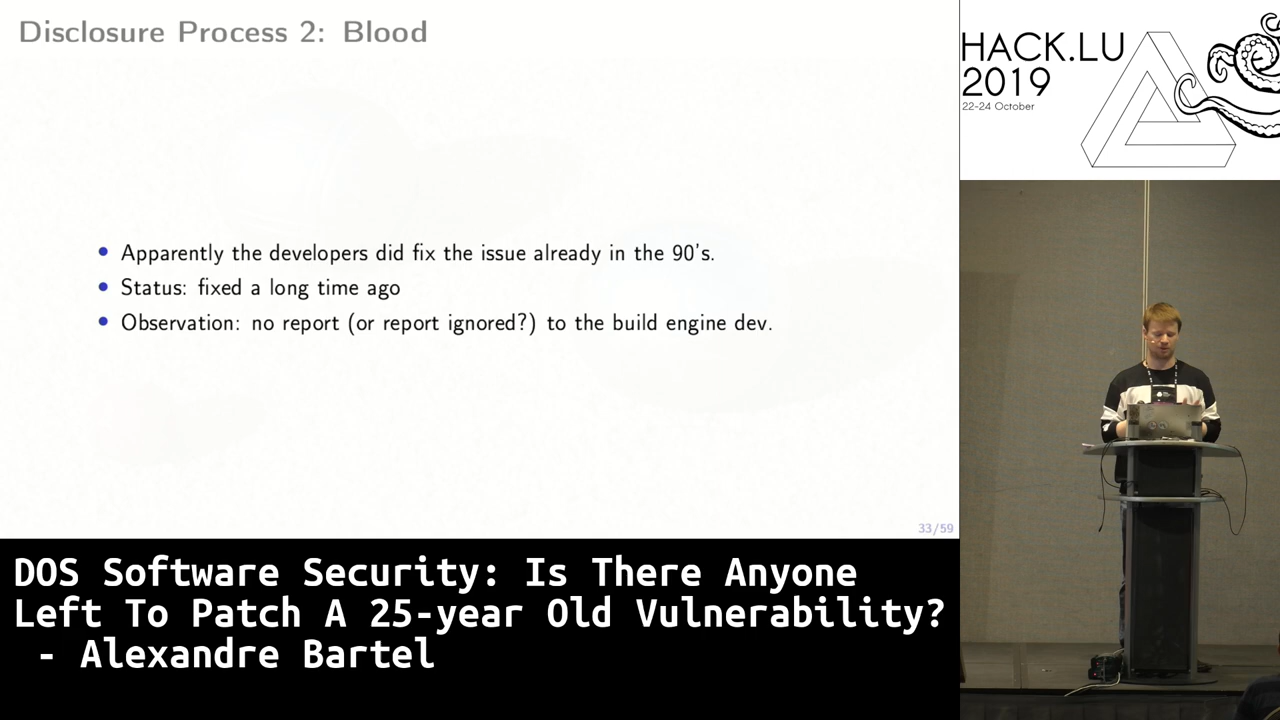 Disclosure Process 2: Blood
• Apparently the developers did fix the issue already in the 90's.
• Status: fixed a long time ago
• Observation: no report (or report ignored?) to the build engine dev.
33/59
HACK.LU
2019
22-24 October
DOS Software Security: Is There Anyone
Left To Patch A 25-year Old Vulnerability?
- Alexandre Bartel